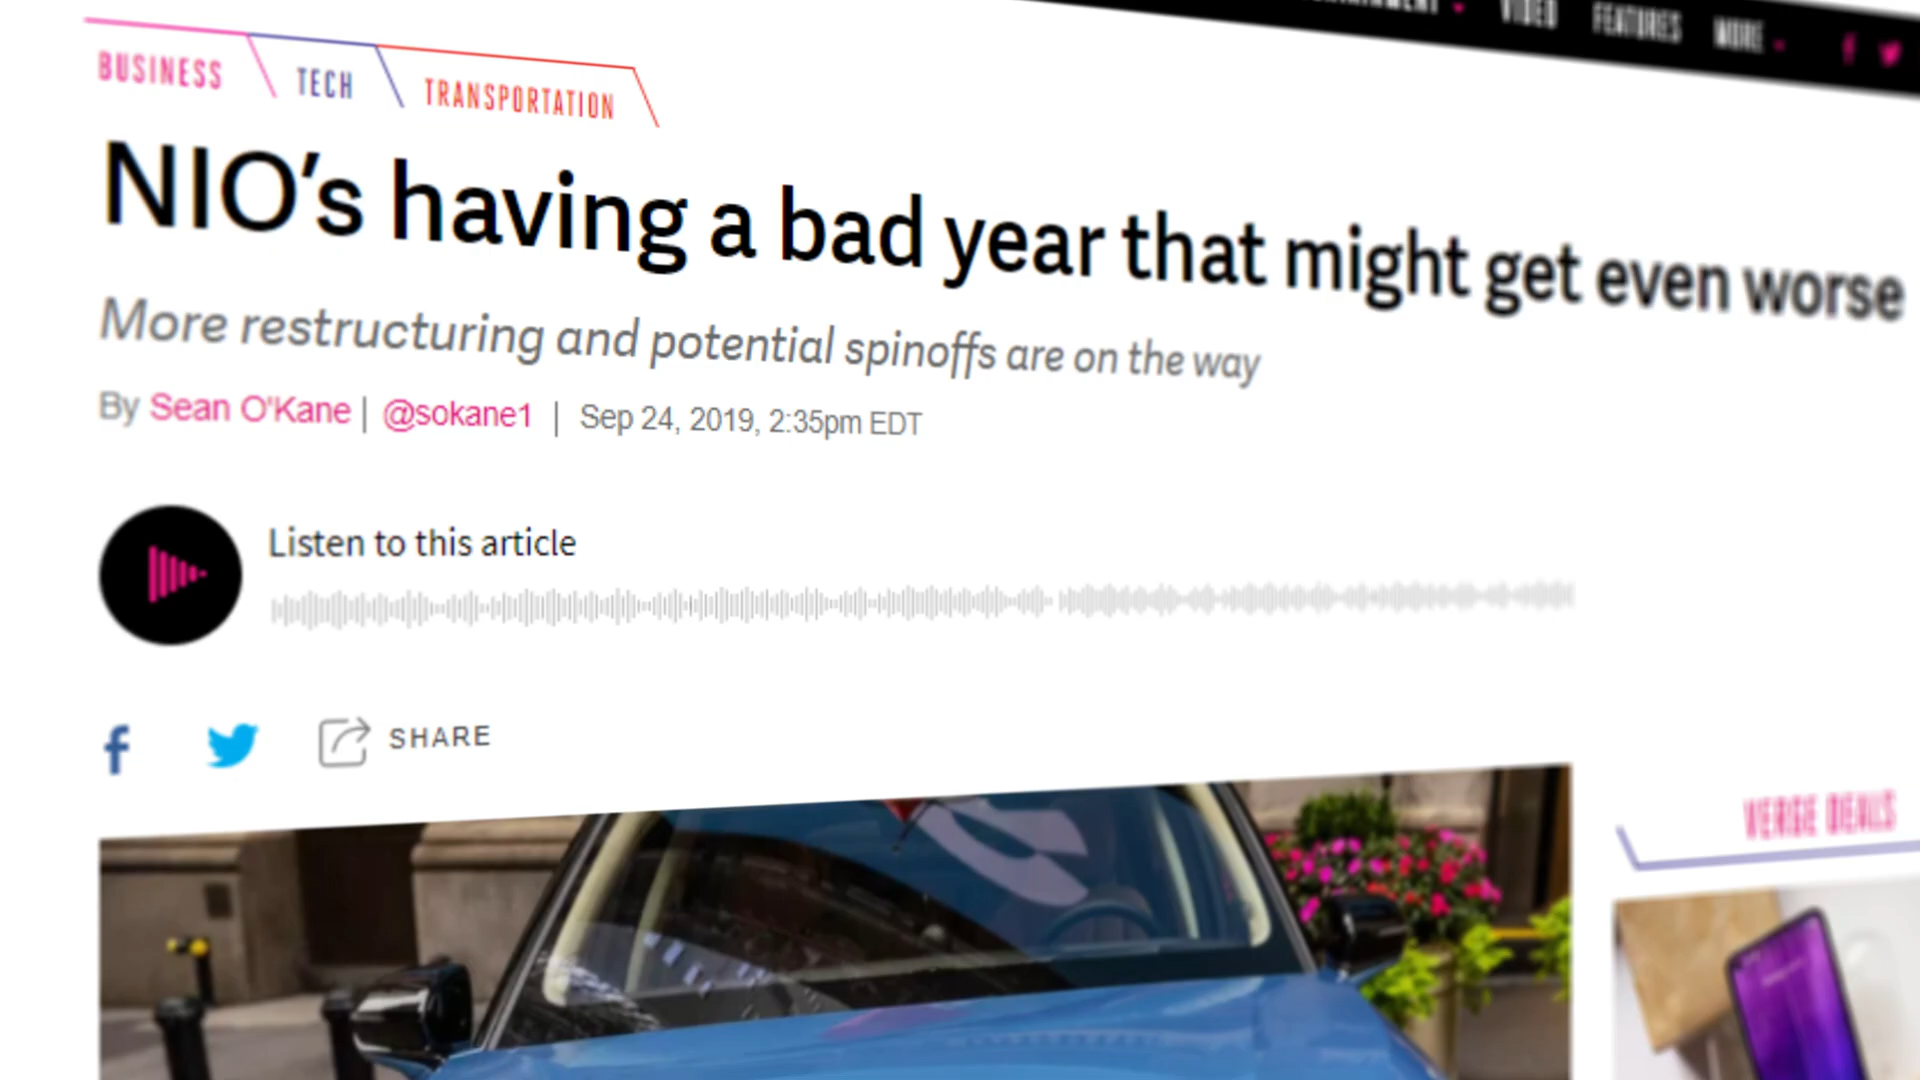 VIDEO FEATURES MORE
BUSINESS TECH TRANSPORTATION
NIO's having a bad year that might get even worse
More restructuring and potential spinoffs are on the way
By Sean O'Kane | @sokane1 | Sep 24, 2019, 2:35pm EDT
Listen to this article
SHARE
VERGE DEALS